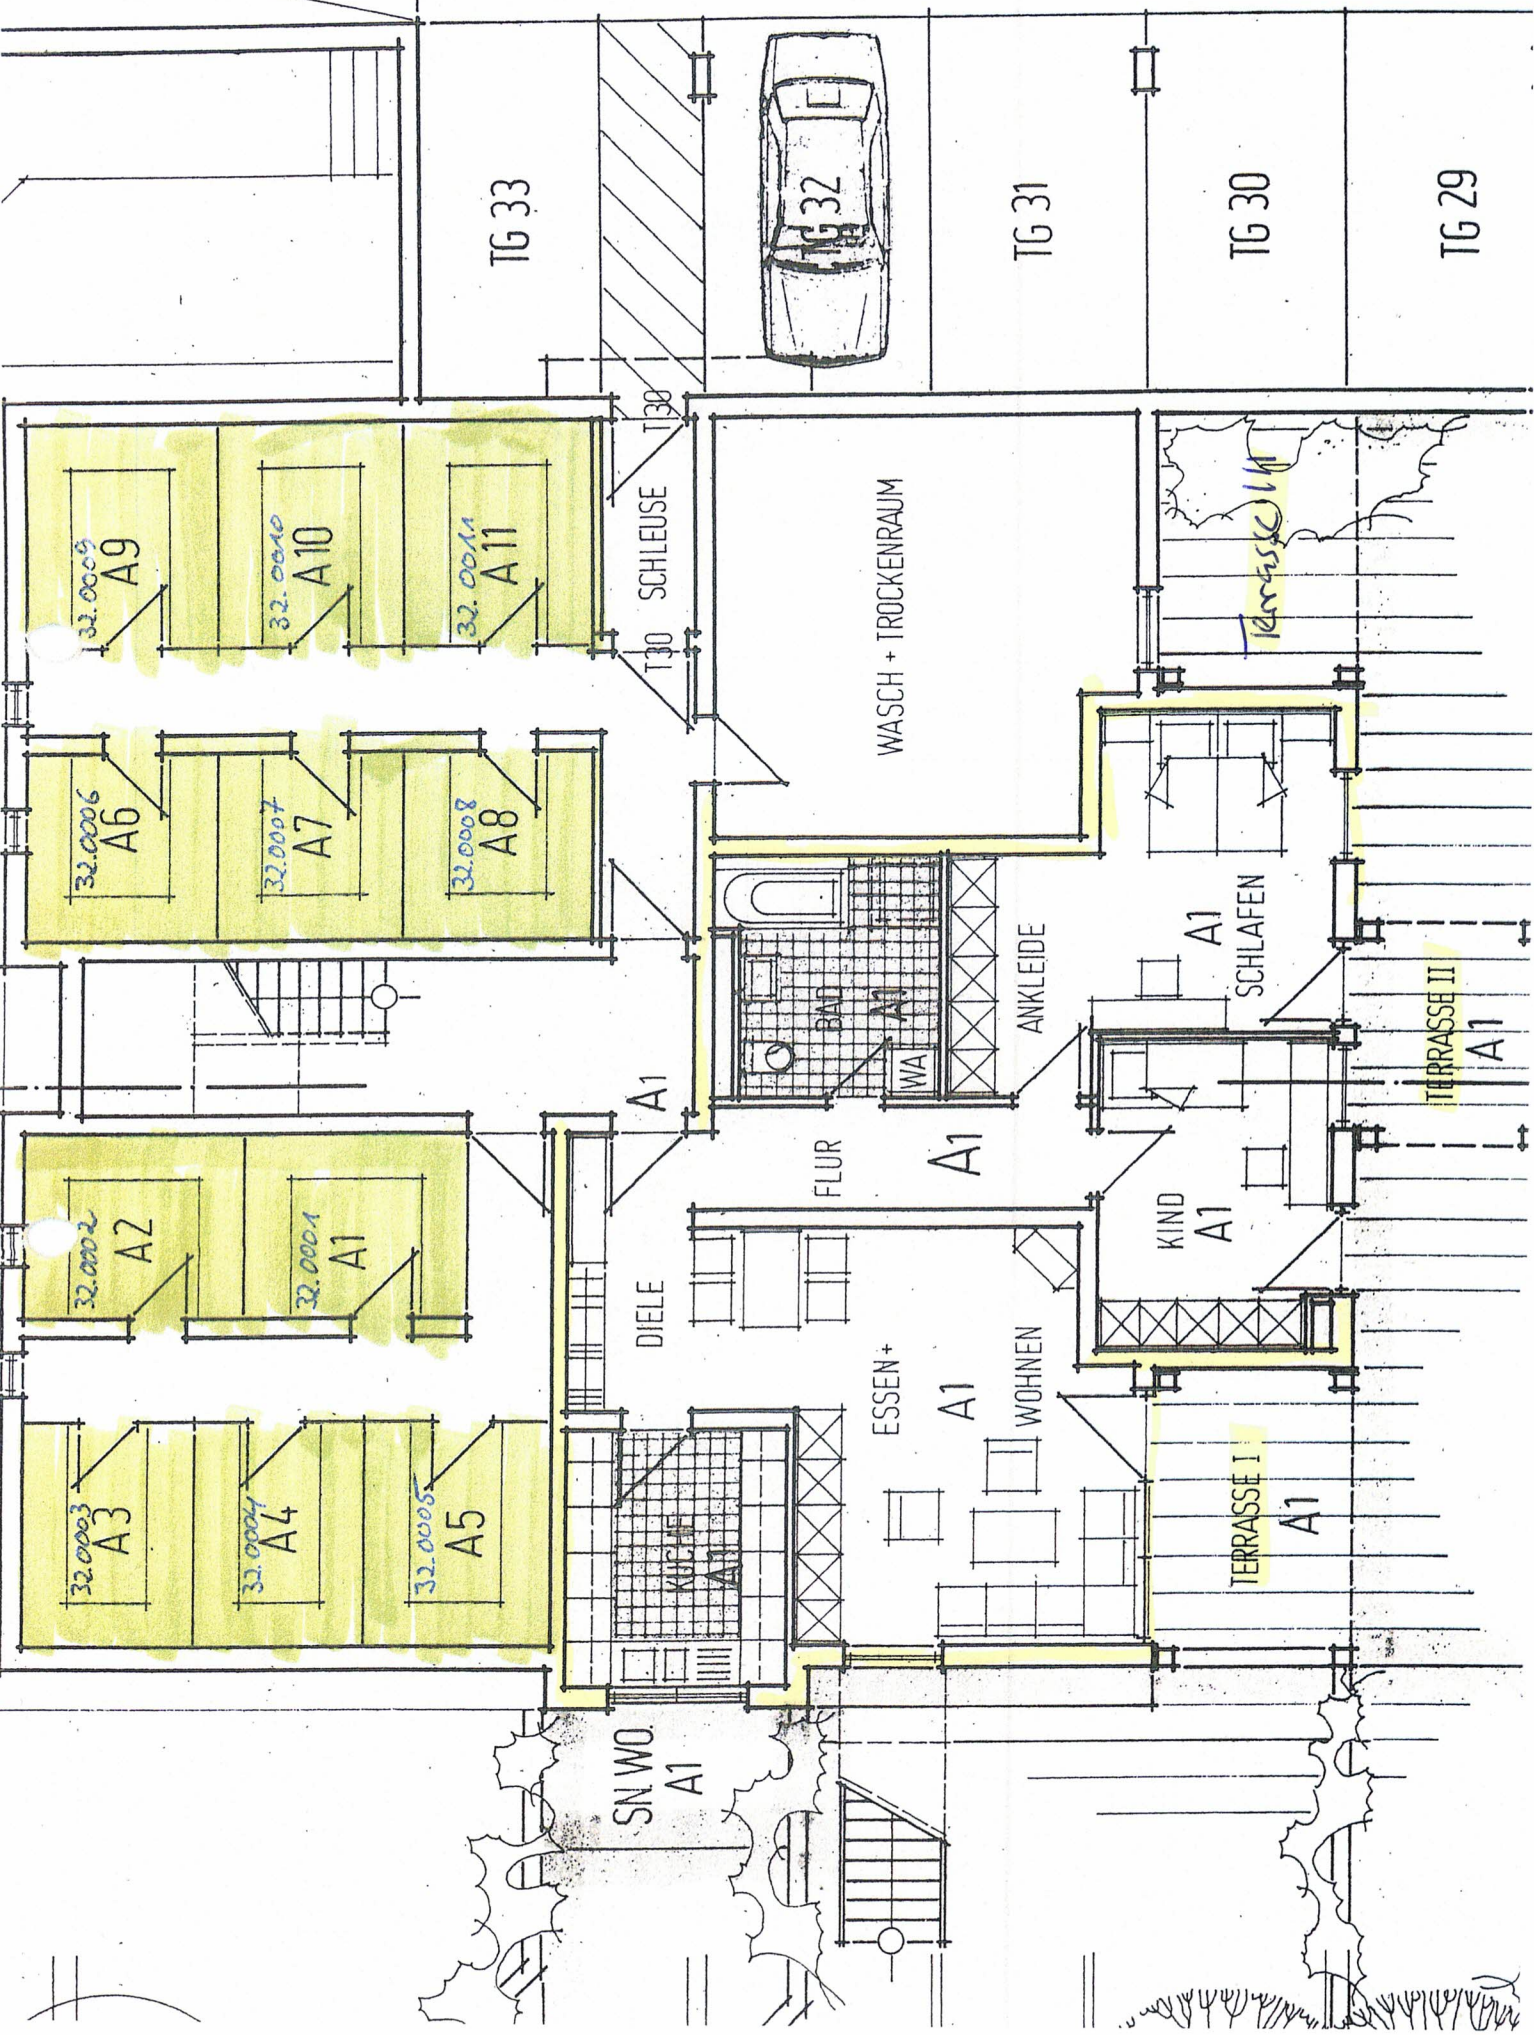 TG 33
TG 32
TG 31
TG 30
TG 29
T30
SCHLEUSE
T30
32.0009
A9
32.0010
A10
32.0011
A11
WASCH + TROCKENRAUM
Terrasse III
32.0006
A6
32.0007
A7
32.0008
A8
BAD
A1
WA
ANKLEIDE
A1
SCHLAFEN
TERRASSE II
A1
A1
32.0002
A2
32.0001
A1
DIELE
FLUR
A1
KIND
A1
32.0003
A3
32.0004
A4
32.0005
A5
KÜCHE
A1
ESSEN+
A1
WOHNEN
TERRASSE I
A1
SN.WO.
A1